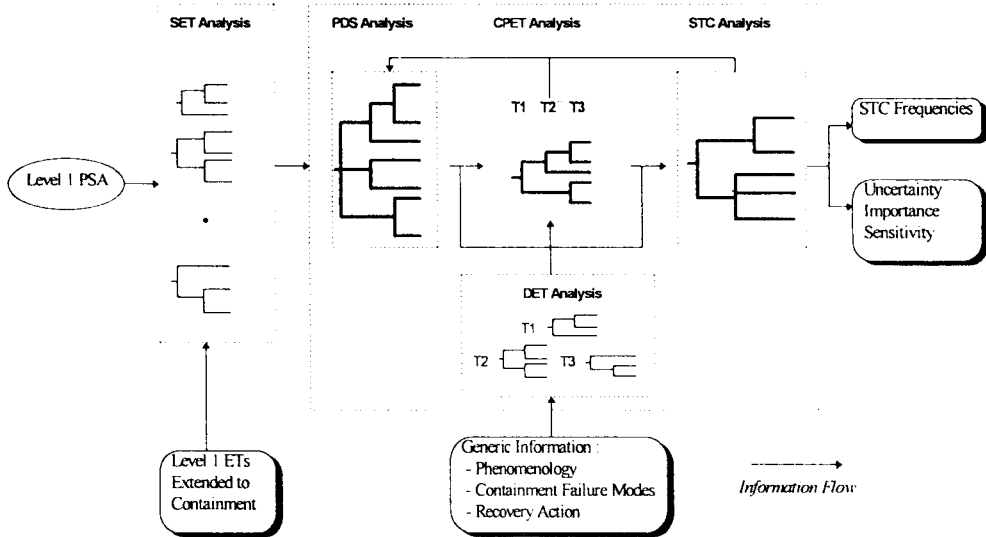 SET Analysis
PDS Analysis
CPET Analysis
STC Analysis
T1 T2 T3
Level 1 PSA
STC Frequencies
Uncertainty
Importance
Sensitivity
DET Analysis
T1
T2
T3
Level 1 ETs
Extended to
Containment
Generic Information :
- Phenomenology
- Containment Failure Modes
- Recovery Action
Information Flow